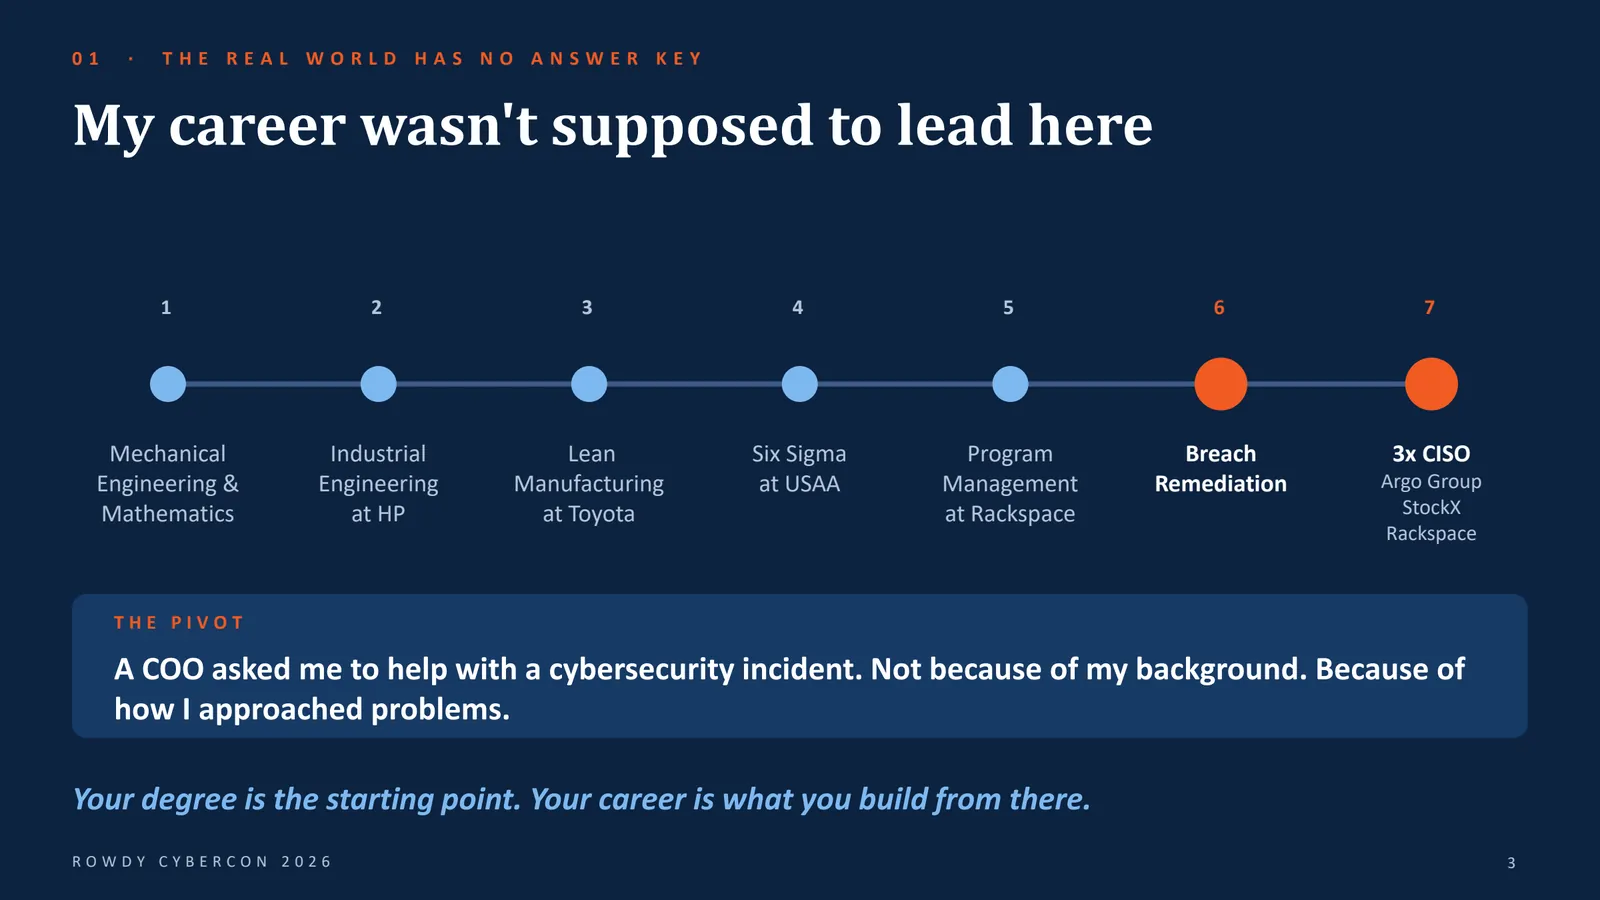 01 · THE REAL WORLD HAS NO ANSWER KEY
My career wasn't supposed to lead here
1
2
3
4
5
6
7
Mechanical
Engineering &
Mathematics
Industrial
Engineering
at HP
Lean
Manufacturing
at Toyota
Six Sigma
at USAA
Program
Management
at Rackspace
Breach
Remediation
3x CISO
Argo Group
StockX
Rackspace
THE PIVOT
A COO asked me to help with a cybersecurity incident. Not because of my background. Because of
how I approached problems.
Your degree is the starting point. Your career is what you build from there.
ROWDY CYBERCON 2026
3